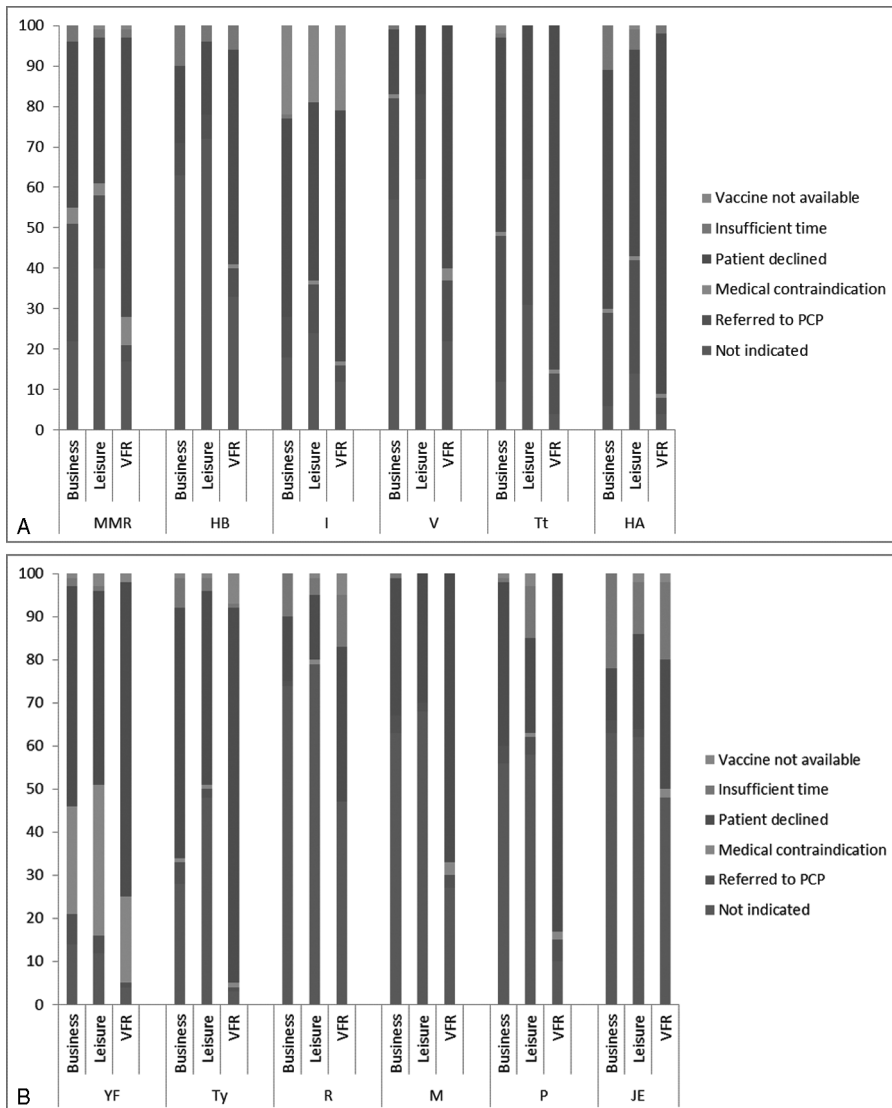 100
90
80
70
60
50
40
30
20
10
0
Vaccine not available
Insufficient time
Patient declined
Medical contraindication
Referred to PCP
Not indicated
Business Leisure VFR Business Leisure VFR Business Leisure VFR Business Leisure VFR Business Leisure VFR Business Leisure VFR
A MMR HB I V Tt HA
100
90
80
70
60
50
40
30
20
10
0
Vaccine not available
Insufficient time
Patient declined
Medical contraindication
Referred to PCP
Not indicated
Business Leisure VFR Business Leisure VFR Business Leisure VFR Business Leisure VFR Business Leisure VFR Business Leisure VFR
B YF Ty R M P JE